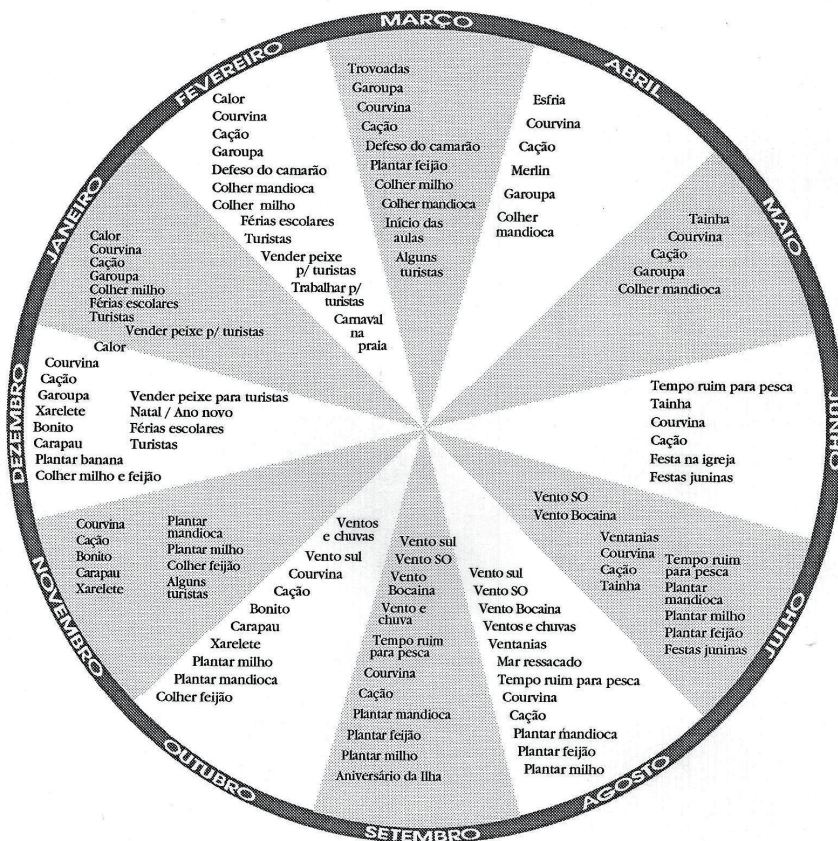 JANEIRO
Calor
Courvina
Cação
Garoupa
Colher milho
Férias escolares
Turistas
Vender peixe p/ turistas
FEVEREIRO
Calor
Courvina
Cação
Garoupa
Defeso do camarão
Colher mandioca
Colher milho
Férias escolares
Turistas
Vender peixe
p/ turistas
Trabalhar p/
turistas
Carnaval
na
praia
MARÇO
Trovoadas
Garoupa
Courvina
Cação
Defeso do camarão
Plantar feijão
Colher milho
Colher mandioca
Início das
aulas
Alguns
turistas
ABRIL
Esfria
Courvina
Cação
Merlin
Garoupa
Colher
mandioca
MAIO
Tainha
Courvina
Cação
Garoupa
Colher mandioca
JUNHO
Tempo ruim para pesca
Tainha
Courvina
Cação
Festa na igreja
Festas juninas
JULHO
Vento SO
Vento Bocaina
Ventanias
Courvina
Cação
Tainha
Tempo ruim
para pesca
Plantar
mandioca
Plantar milho
Plantar feijão
Festas juninas
AGOSTO
Vento sul
Vento SO
Vento Bocaina
Ventos e chuvas
Ventanias
Mar ressacado
Tempo ruim para pesca
Courvina
Cação
Plantar mandioca
Plantar feijão
Plantar milho
SETEMBRO
Vento sul
Vento SO
Vento
Bocaina
Vento e
chuva
Tempo ruim
para pesca
Courvina
Cação
Plantar mandioca
Plantar feijão
Plantar milho
Aniversário da Ilha
OUTUBRO
Ventos
e chuvas
Vento sul
Courvina
Cação
Bonito
Carapau
Xarelete
Plantar milho
Plantar mandioca
Colher feijão
NOVEMBRO
Courvina
Cação
Bonito
Carapau
Xarelete
Plantar
mandioca
Plantar milho
Colher feijão
Alguns
turistas
DEZEMBRO
Calor
Courvina
Cação
Garoupa
Xarelete
Bonito
Carapau
Plantar banana
Colher milho e feijão
Vender peixe para turistas
Natal / Ano novo
Férias escolares
Turistas